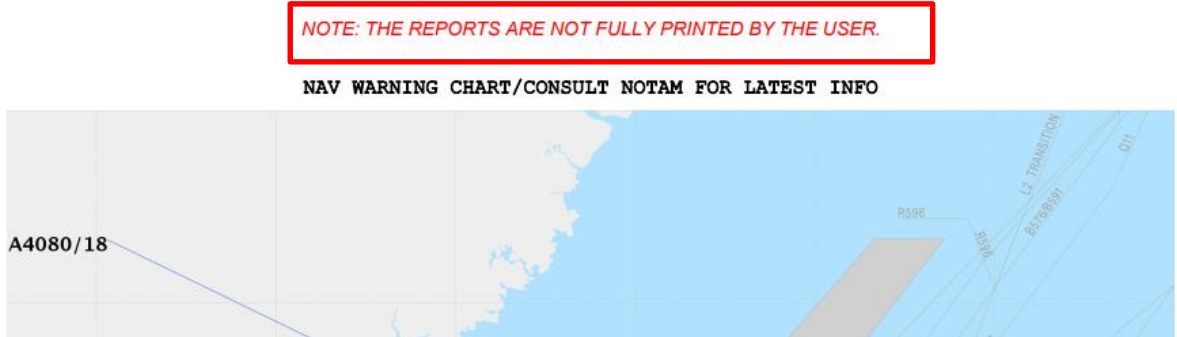 NOTE: THE REPORTS ARE NOT FULLY PRINTED BY THE USER.
NAV WARNING CHART/CONSULT NOTAM FOR LATEST INFO
L2 TRANSITION
Q11
B576/B591
R596
R596
A4080/18